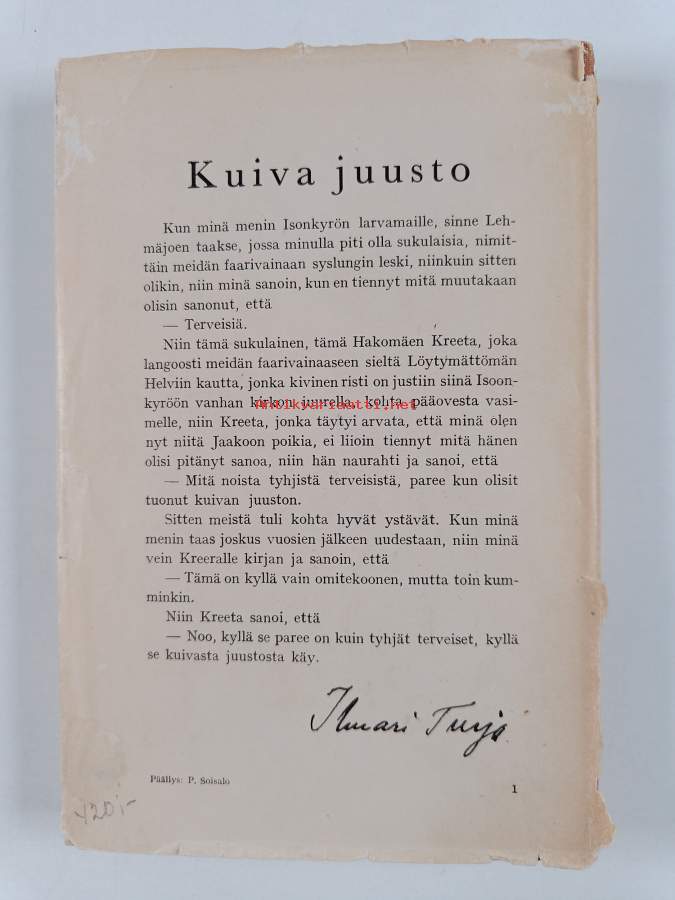 Kuiva juusto
Kun minä menin Isonkyrön larvamaille, sinne Leh-
mäjoen taakse, jossa minulla piti olla sukulaisia, nimit-
täin meidän faarivainaan syslungin leski, niinkuin sitten
olikin, niin minä sanoin, kun en tiennyt mitä muutakaan
olisin sanonut, että
— Terveisiä.
Niin tämä sukulainen, tämä Hakomäen Kreeta, joka
langoosti meidän faarivainaaseen sieltä Löytymättömän
Helviin kautta, jonka kivinen risti on justiin siinä Isoon-
kyröön vanhan kirkon juurella, kohta pääovesta vasi-
antikvariaatti.net
melle, niin Kreeta, jonka täytyi arvata, että minä olen
nyt niitä Jaakoon poikia, ei liioin tiennyt mitä hänen
olisi pitänyt sanoa, niin hän naurahti ja sanoi, että
— Mitä noista tyhjistä terveisistä, paree kun olisit
tuonut kuivan juuston.
Sitten meistä tuli kohta hyvät ystävät. Kun minä
menin taas joskus vuosien jälkeen uudestaan, niin minä
vein Kreeralle kirjan ja sanoin, että
— Tämä on kyllä vain omitekoonen, mutta toin kum-
minkin.
Niin Kreeta sanoi, että
— Noo, kyllä se paree on kuin tyhjät terveiset, kyllä
se kuivasta juustosta käy.
Ilmari Turja
Päällys: P. Soisalo
1
420:-